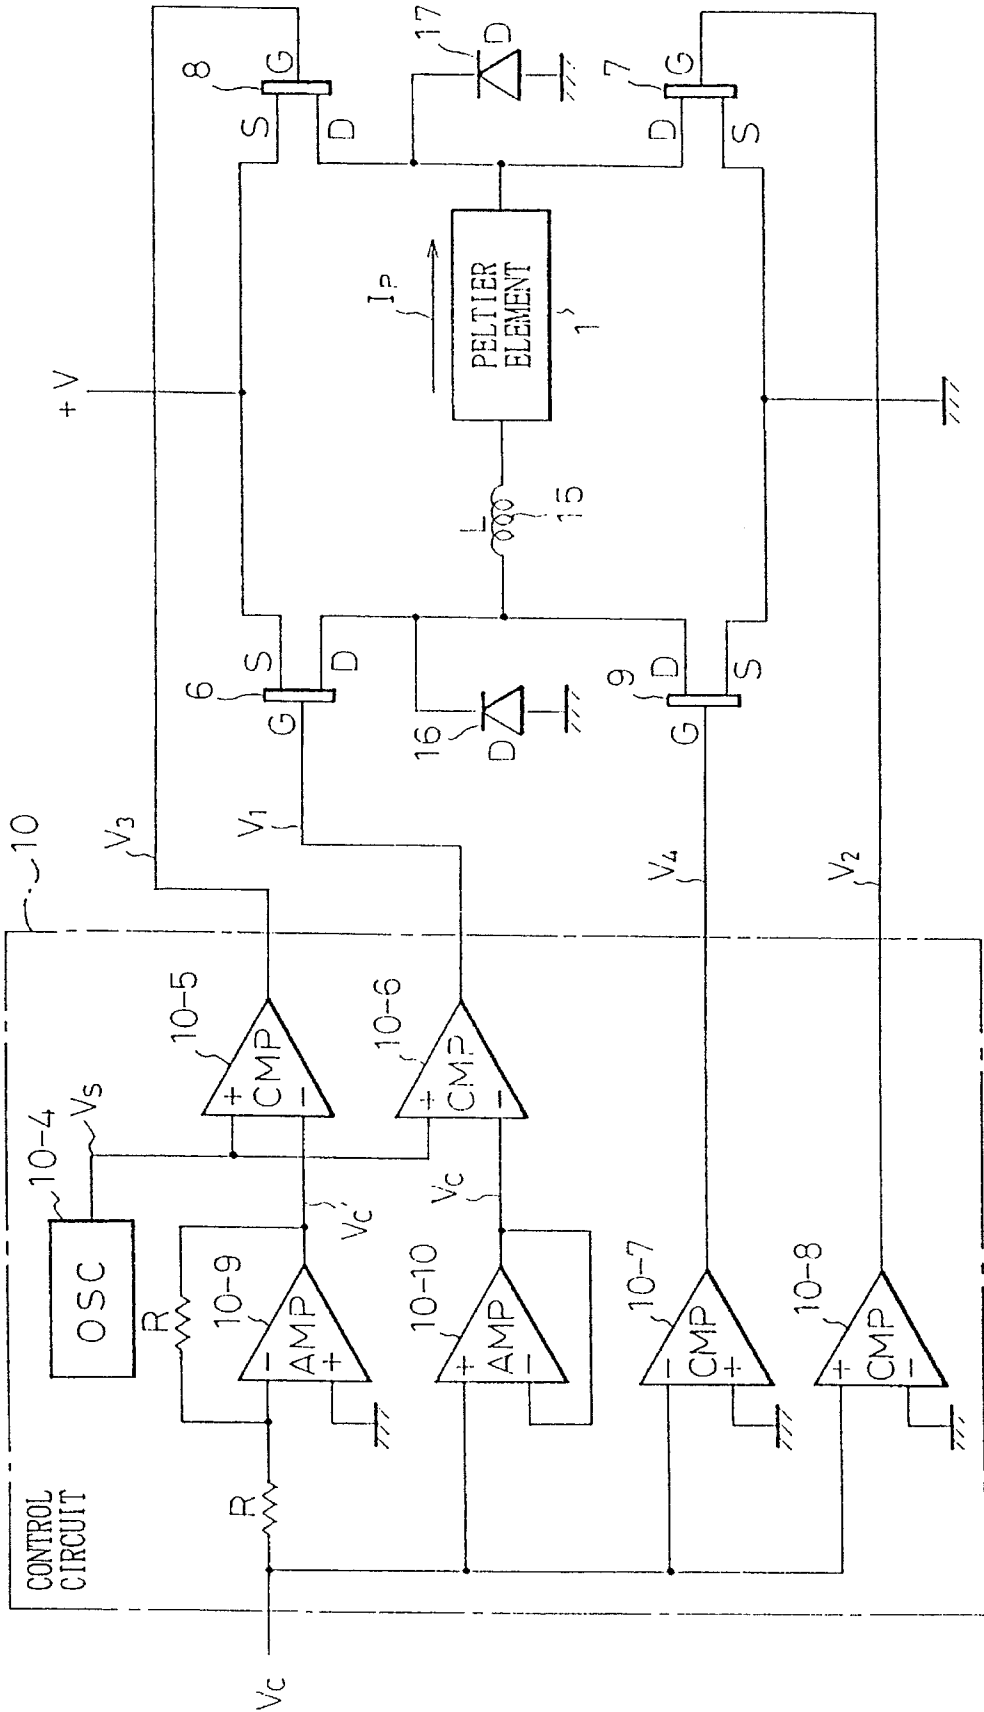 CONTROL
CIRCUIT
10
Vc
R
R
OSC
10-4
Vs
10-9
-
AMP
+
Vc'
10-5
+
CMP
-
V3
10-10
+
AMP
-
Vc
10-6
+
CMP
-
V1
10-7
-
CMP
+
V4
10-8
+
CMP
-
V2
+V
6
S
G
D
8
S
G
D
16
D
17
D
L
15
IP
PELTIER
ELEMENT
1
9
D
G
S
7
D
G
S